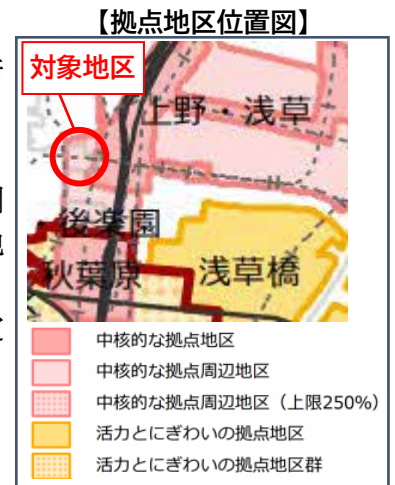 【拠点地区位置図】
対象地区
上野・浅草
後楽園
秋葉原
浅草橋
中核的な拠点地区
中核的な拠点周辺地区
中核的な拠点周辺地区（上限250%）
活力とにぎわいの拠点地区
活力とにぎわいの拠点地区群